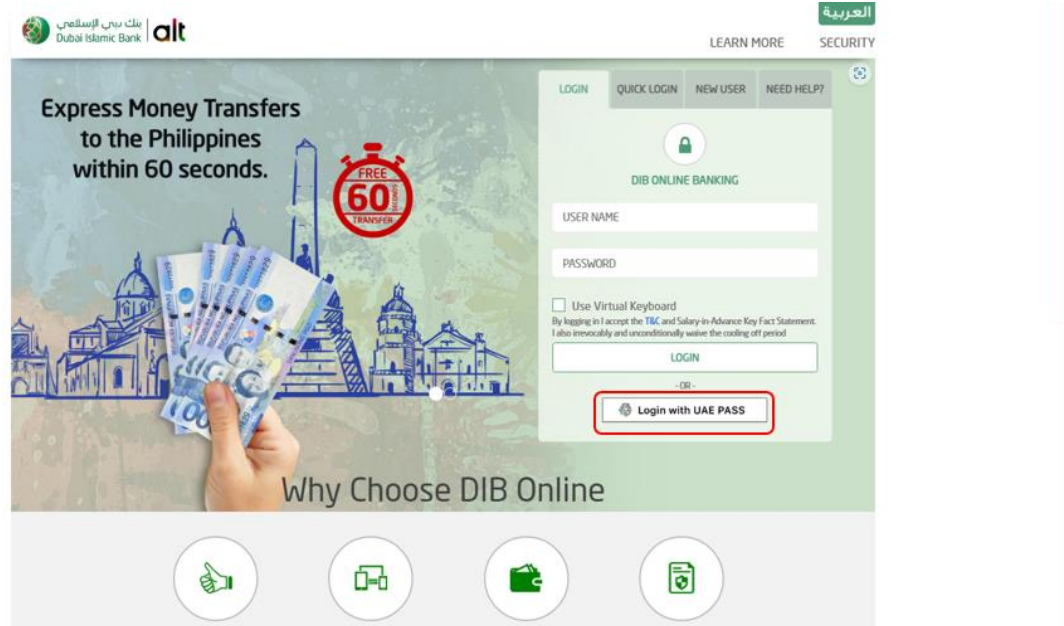 العربية
بنك دبي الإسلامي
Dubai Islamic Bank
alt
LEARN MORE
SECURITY
Express Money Transfers
to the Philippines
within 60 seconds.
FREE
60
SECONDS
TRANSFER
LOGIN
QUICK LOGIN
NEW USER
NEED HELP?
DIB ONLINE BANKING
USER NAME
PASSWORD
Use Virtual Keyboard
By logging in I accept the T&C and Salary-in-Advance Key Fact Statement.
I also irrevocably and unconditionally waive the cooling off period
LOGIN
-OR-
Login with UAE PASS
Why Choose DIB Online